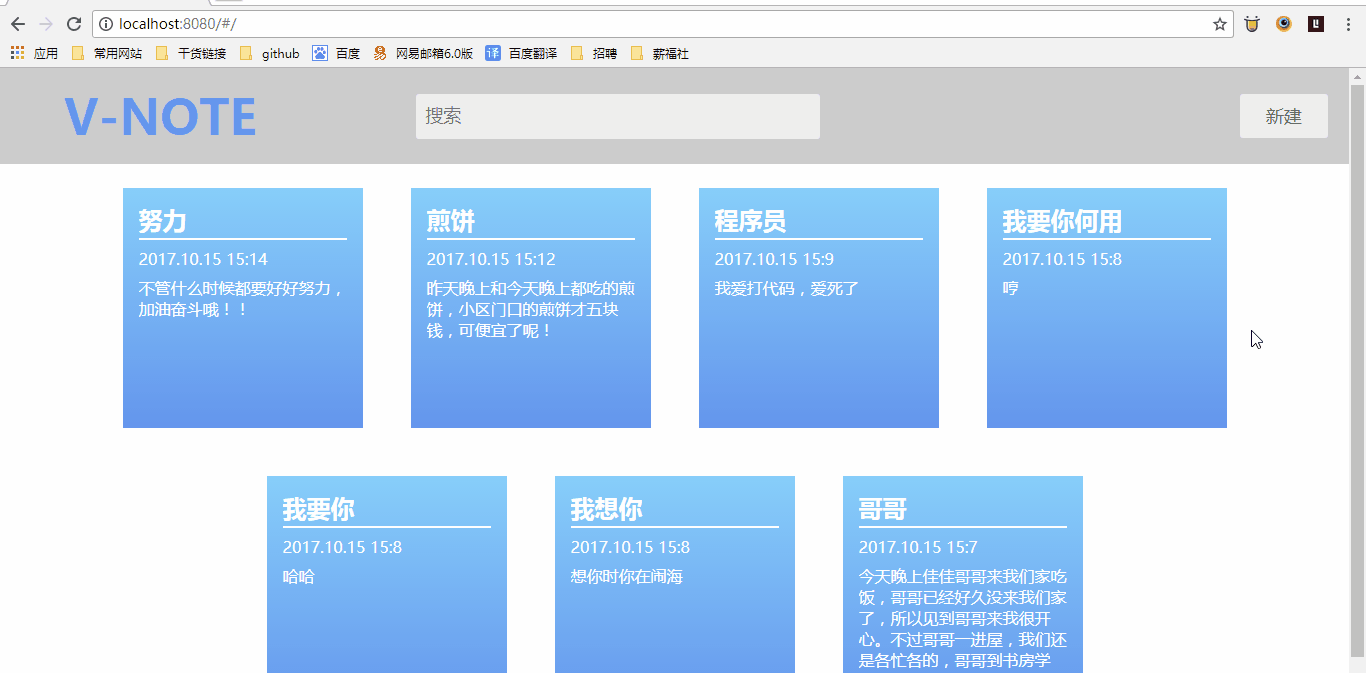 localhost:8080/#/
应用 常用网站 干货链接 github 百度 网易邮箱6.0版 译 百度翻译 招聘 薪福社
V-NOTE
搜索
新建
努力
2017.10.15 15:14
不管什么时候都要好好努力，
加油奋斗哦！！
煎饼
2017.10.15 15:12
昨天晚上和今天晚上都吃的煎
饼，小区门口的煎饼才五块
钱，可便宜了呢！
程序员
2017.10.15 15:9
我爱打代码，爱死了
我要你何用
2017.10.15 15:8
哼
我要你
2017.10.15 15:8
哈哈
我想你
2017.10.15 15:8
想你时你在闹海
哥哥
2017.10.15 15:7
今天晚上佳佳哥哥来我们家吃
饭，哥哥已经好久没来我们家
了，所以见到哥哥来我很开
心。不过哥哥一进屋，我们还
是各忙各的，哥哥到书房学